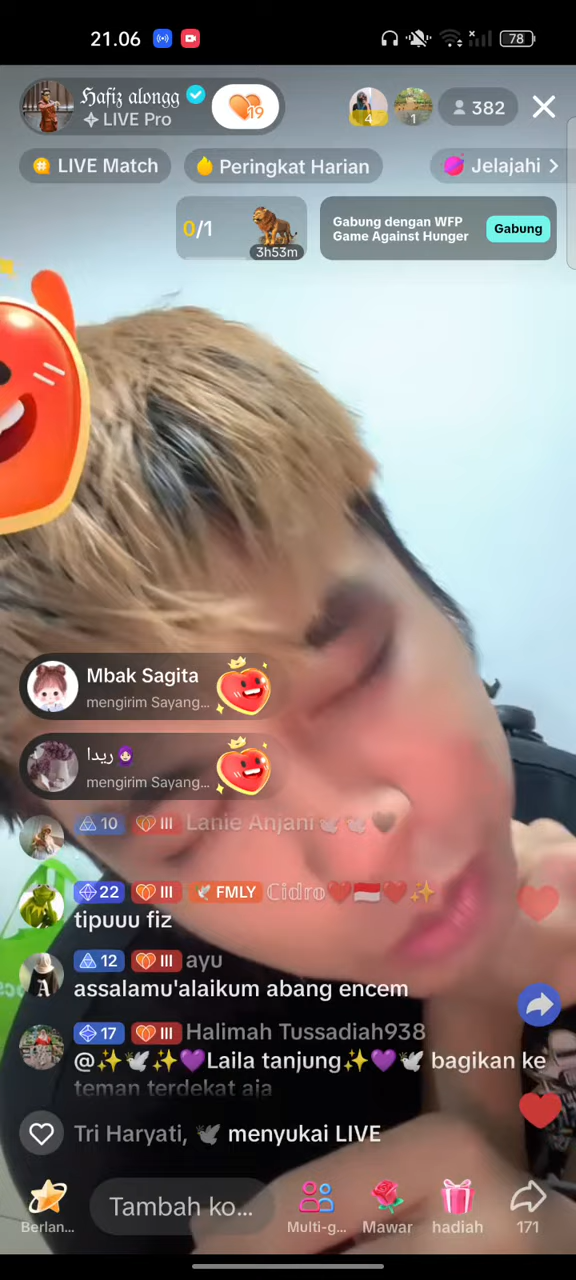 21.06
78
Hafiz alongg
LIVE Pro
19
4
1
382
LIVE Match
Peringkat Harian
Jelajahi
0/1
3h53m
Gabung dengan WFP
Game Against Hunger
Gabung
Mbak Sagita
mengirim Sayang...
ريدا🧕
mengirim Sayang...
10 III Lanie Anjani🕊️🕊️🤎
22 III FMLY ℂ𝕚𝕕𝕣𝕠❤️🇮🇩❤️✨
tipuuu fiz
12 III ayu
assalamu'alaikum abang encem
17 III Halimah Tussadiah938
@✨🕊️✨💜Laila tanjung✨💜🕊️ bagikan ke
teman terdekat aja
Tri Haryati, 🕊️ menyukai LIVE
Tambah ko...
Berlan...
Multi-g...
Mawar
hadiah
171